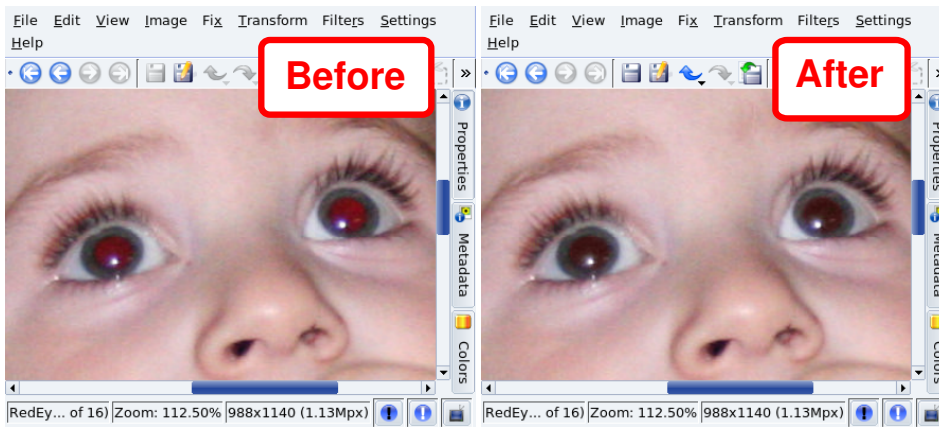 File Edit View Image Fix Transform Filters Settings
Help
Before
»
Properties
Metadata
Colors
RedEy... of 16) Zoom: 112.50% 988x1140 (1.13Mpx)
File Edit View Image Fix Transform Filters Settings
Help
After
»
Properties
Metadata
Colors
RedEy... of 16) Zoom: 112.50% 988x1140 (1.13Mpx)